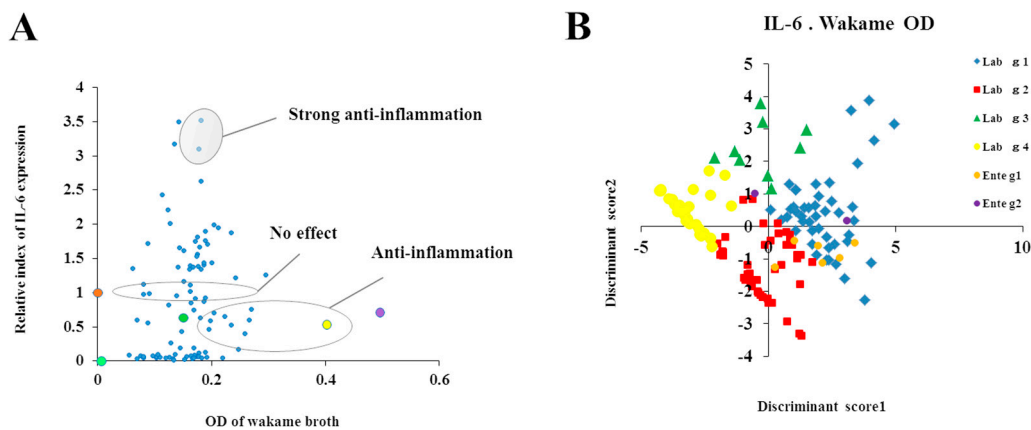 A
Relative index of IL-6 expression
4
3.5
3
2.5
2
1.5
1
0.5
0
0
0.2
0.4
0.6
OD of wakame broth
Strong anti-inflammation
No effect
Anti-inflammation
B
IL-6 . Wakame OD
Discriminant score2
5
4
3
2
1
0
-1
-2
-3
-4
-5
0
5
10
Discriminant score1
Lab g 1
Lab g 2
Lab g 3
Lab g 4
Ente g1
Ente g2